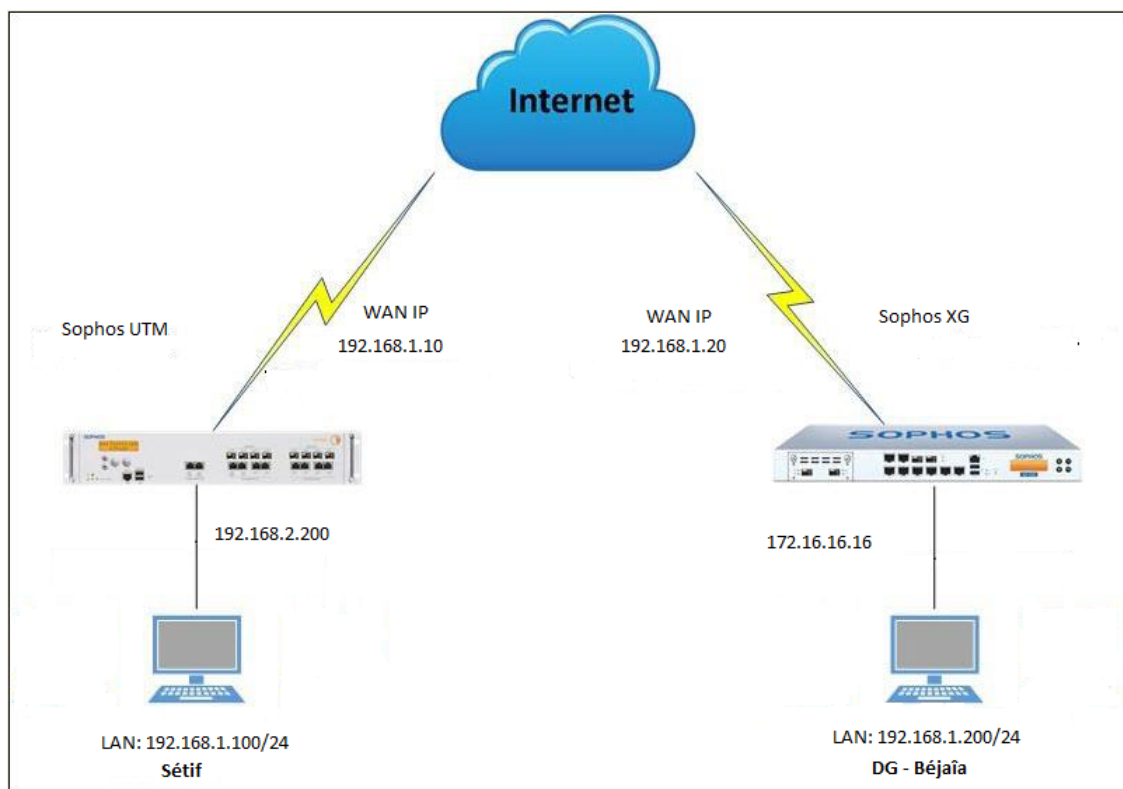 Internet
WAN IP
192.168.1.10
WAN IP
192.168.1.20
Sophos UTM
Sophos XG
SOPHOS
SOPHOS
SOPHOS
192.168.2.200
172.16.16.16
LAN: 192.168.1.100/24
Sétif
LAN: 192.168.1.200/24
DG - Béjaîa